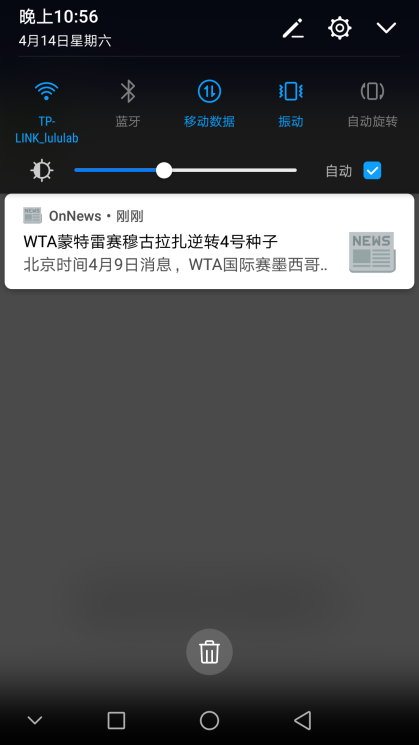 晚上10:56
4月14日星期六
TP-
LINK_lululab
蓝牙
移动数据
振动
自动旋转
自动
OnNews • 刚刚
WTA蒙特雷赛穆古拉扎逆转4号种子
北京时间4月9日消息，WTA国际赛墨西哥..
NEWS